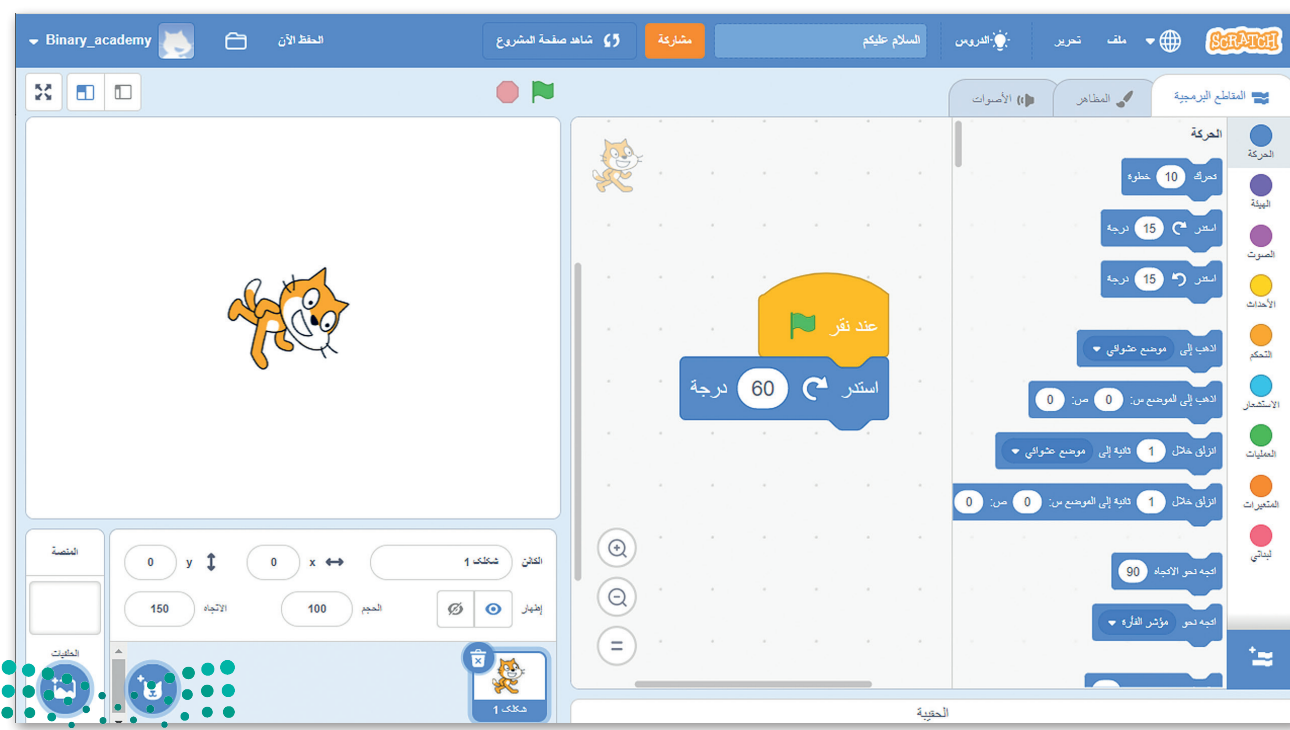 SCRATCH ملف تحرير الدروس السلام عليكم مشاركة شاهد صفحة المشروع الحفظ الآن Binary_academy
المقاطع البرمجية المظاهر الأصوات
الحركة
الهيئة
الصوت
الأحداث
التحكم
الاستشعار
العمليات
المتغيرات
لبناتي
الحركة
تحرك 10 خطوة
استدر 15 درجة
استدر 15 درجة
اذهب إلى موضع عشوائي
اذهب إلى الموضع س: 0 ص: 0
انزلق خلال 1 ثانية إلى موضع عشوائي
انزلق خلال 1 ثانية إلى الموضع س: 0 ص: 0
اتجه نحو الاتجاه 90
اتجه نحو مؤشر الفأرة
عند نقر
استدر 60 درجة
الحقيبة
الكائن شكلك 1 x 0 y 0
إظهار الحجم 100 الاتجاه 150
شكلك 1
المنصة
الخلفيات